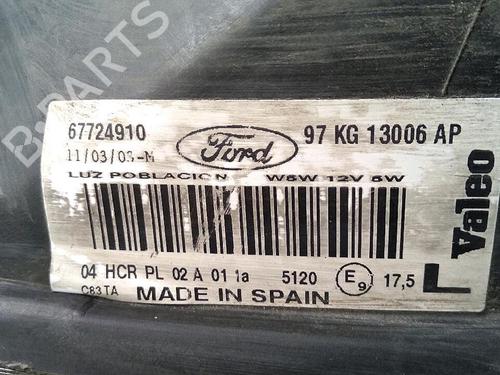 B-PARTS
67724910
Ford
97 KG 13006 AP
11/03/03-M
LUZ POBLACION W5W 12V 5W
04 HCR PL 02 A 01 1a 5120 E9 17,5
C83TA MADE IN SPAIN
L
Valeo